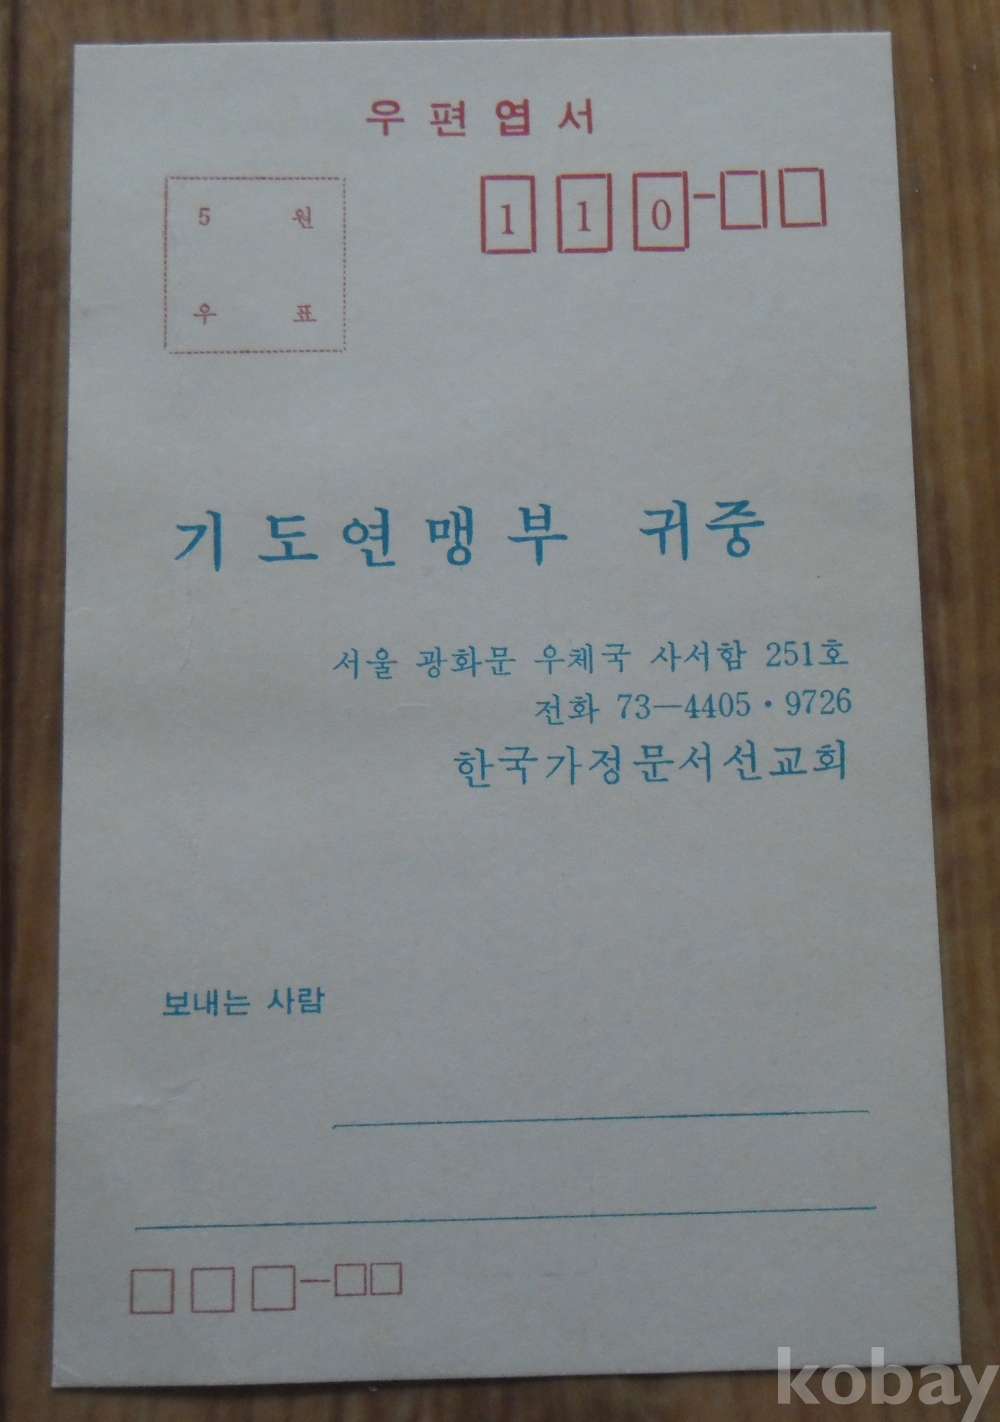 우편엽서
5 원
우 표
110-
기도연맹부 귀중
서울 광화문 우체국 사서함 251호
전화 73—4405·9726
한국가정문서선교회
보내는 사람
kobay